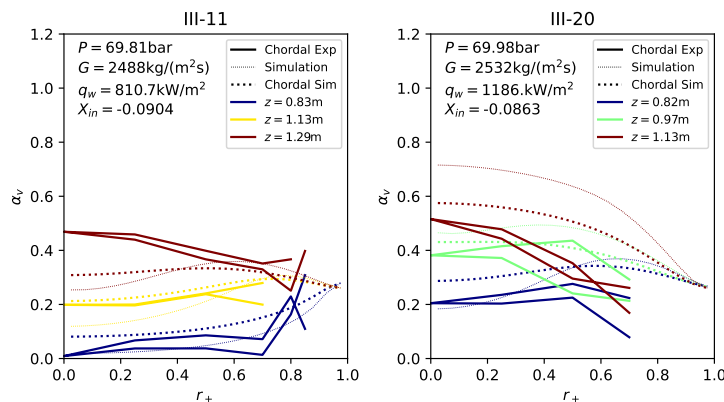 III-11
P = 69.81bar
G = 2488kg/(m²s)
q_w = 810.7kW/m²
X_in = -0.0904
Chordal Exp
Simulation
Chordal Sim
z = 0.83m
z = 1.13m
z = 1.29m
1.2
1.0
0.8
0.6
0.4
0.2
0.0
α_v
0.0 0.2 0.4 0.6 0.8 1.0
r_+
III-20
P = 69.98bar
G = 2532kg/(m²s)
q_w = 1186.kW/m²
X_in = -0.0863
Chordal Exp
Simulation
Chordal Sim
z = 0.82m
z = 0.97m
z = 1.13m
1.2
1.0
0.8
0.6
0.4
0.2
0.0
α_v
0.0 0.2 0.4 0.6 0.8 1.0
r_+